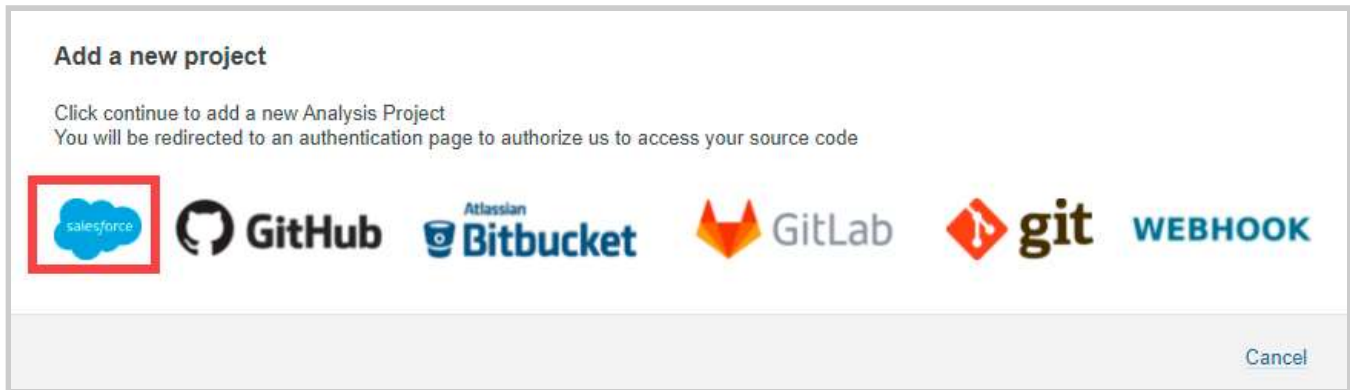 Add a new project
Click continue to add a new Analysis Project
You will be redirected to an authentication page to authorize us to access your source code
salesforce GitHub Atlassian Bitbucket GitLab git WEBHOOK
Cancel